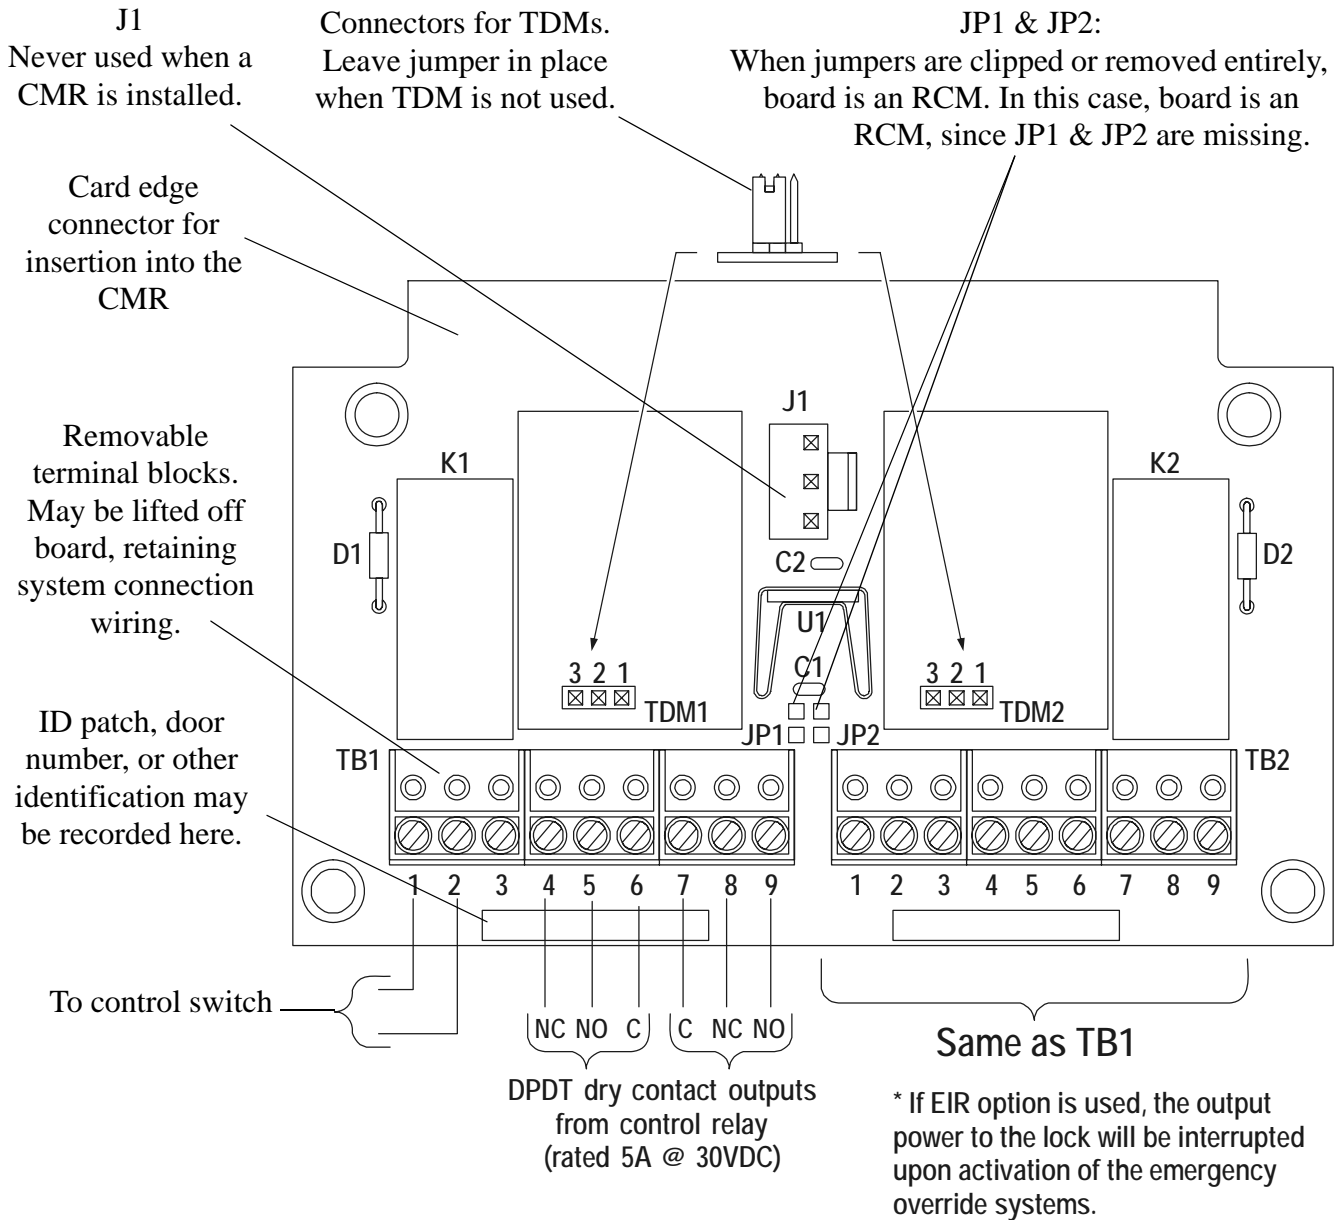 J1
Never used when a
CMR is installed.
Connectors for TDMs.
Leave jumper in place
when TDM is not used.
JP1 & JP2:
When jumpers are clipped or removed entirely,
board is an RCM. In this case, board is an
RCM, since JP1 & JP2 are missing.
Card edge
connector for
insertion into the
CMR
Removable
terminal blocks.
May be lifted off
board, retaining
system connection
wiring.
ID patch, door
number, or other
identification may
be recorded here.
J1
K1
K2
D1
C2
D2
U1
C1
3 2 1
TDM1
3 2 1
TDM2
JP1
JP2
TB1
TB2
1 2 3 4 5 6 7 8 9
1 2 3 4 5 6 7 8 9
To control switch
NC NO C
C NC NO
DPDT dry contact outputs
from control relay
(rated 5A @ 30VDC)
Same as TB1
* If EIR option is used, the output
power to the lock will be interrupted
upon activation of the emergency
override systems.